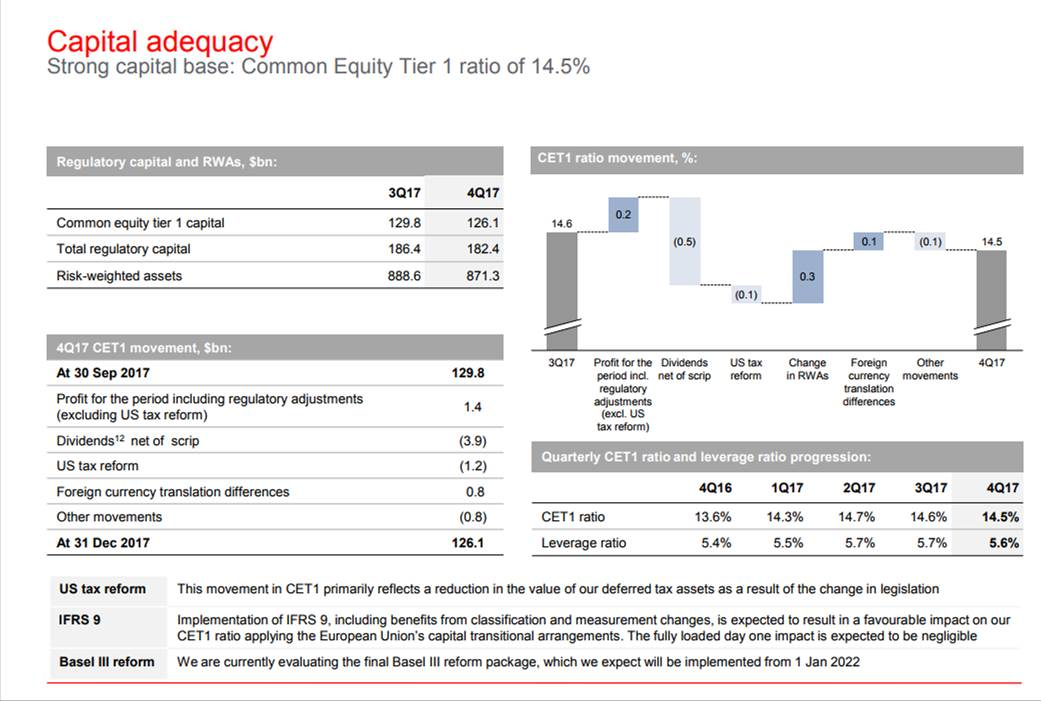 Capital adequacy
Strong capital base: Common Equity Tier 1 ratio of 14.5%
Regulatory capital and RWAs, $bn:
3Q17 4Q17
Common equity tier 1 capital 129.8 126.1
Total regulatory capital 186.4 182.4
Risk-weighted assets 888.6 871.3
4Q17 CET1 movement, $bn:
At 30 Sep 2017 129.8
Profit for the period including regulatory adjustments
(excluding US tax reform) 1.4
Dividends¹² net of scrip (3.9)
US tax reform (1.2)
Foreign currency translation differences 0.8
Other movements (0.8)
At 31 Dec 2017 126.1
CET1 ratio movement, %:
14.6
0.2
(0.5)
(0.1)
0.3
0.1
(0.1)
14.5
3Q17
Profit for the
period incl.
regulatory
adjustments
(excl. US
tax reform)
Dividends
net of scrip
US tax
reform
Change
in RWAs
Foreign
currency
translation
differences
Other
movements
4Q17
Quarterly CET1 ratio and leverage ratio progression:
4Q16 1Q17 2Q17 3Q17 4Q17
CET1 ratio 13.6% 14.3% 14.7% 14.6% 14.5%
Leverage ratio 5.4% 5.5% 5.7% 5.7% 5.6%
US tax reform This movement in CET1 primarily reflects a reduction in the value of our deferred tax assets as a result of the change in legislation
IFRS 9 Implementation of IFRS 9, including benefits from classification and measurement changes, is expected to result in a favourable impact on our
CET1 ratio applying the European Union's capital transitional arrangements. The fully loaded day one impact is expected to be negligible
Basel III reform We are currently evaluating the final Basel III reform package, which we expect will be implemented from 1 Jan 2022